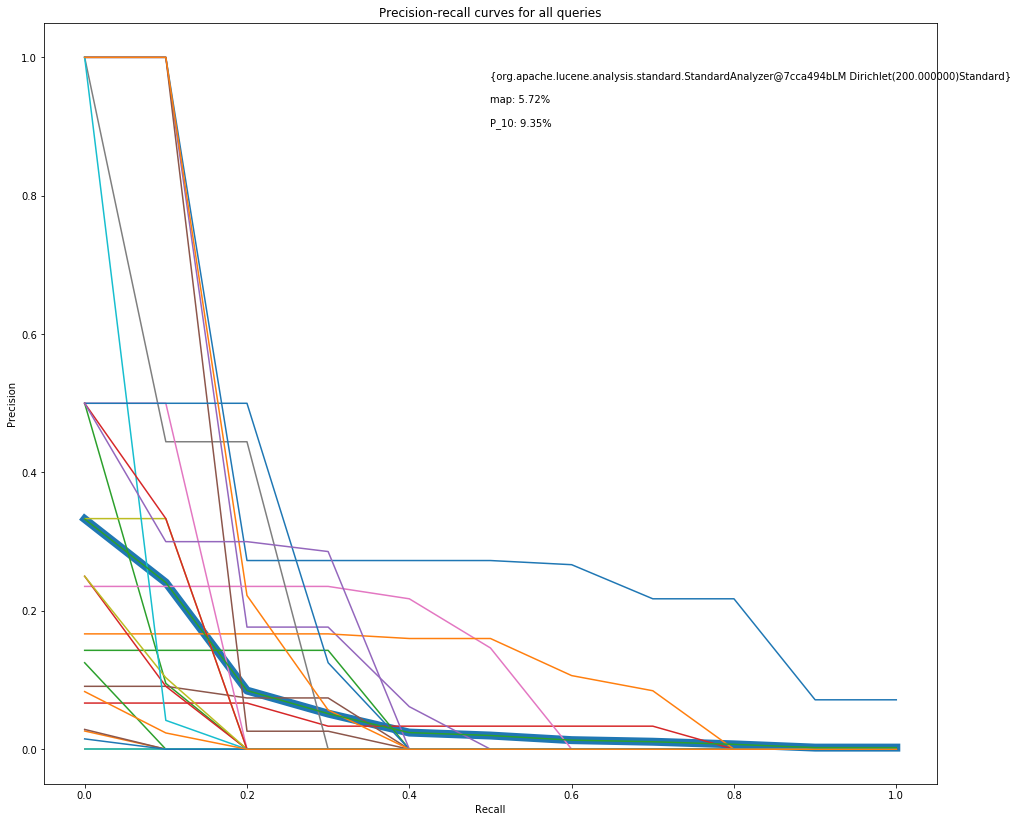 Precision-recall curves for all queries
{org.apache.lucene.analysis.standard.StandardAnalyzer@7cca494bLM Dirichlet(200.000000)Standard}
map: 5.72%
P_10: 9.35%
Precision
1.0
0.8
0.6
0.4
0.2
0.0
0.0 0.2 0.4 0.6 0.8 1.0
Recall